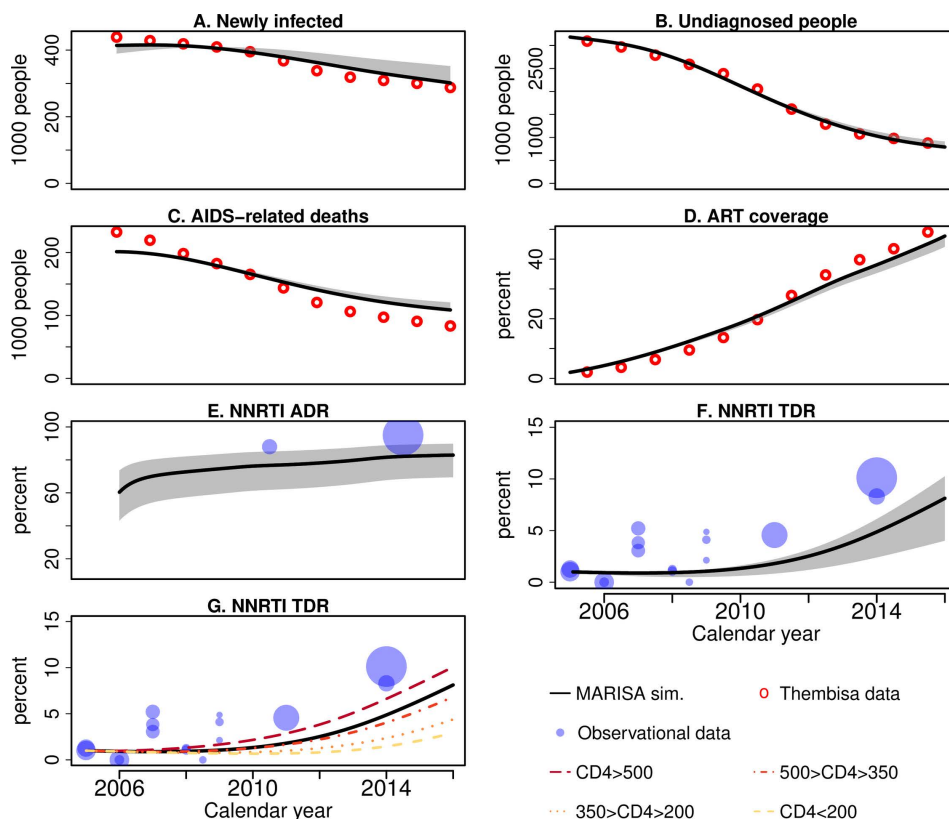 A. Newly infected
1000 people
0 200 400
B. Undiagnosed people
1000 people
0 1000 2500
C. AIDS−related deaths
1000 people
0 100 200
D. ART coverage
percent
0 20 40
E. NNRTI ADR
percent
20 60 100
F. NNRTI TDR
percent
0 5 10 15
2006 2010 2014
Calendar year
G. NNRTI TDR
percent
0 5 10 15
2006 2010 2014
Calendar year
MARISA sim.
Thembisa data
Observational data
CD4>500
500>CD4>350
350>CD4>200
CD4<200